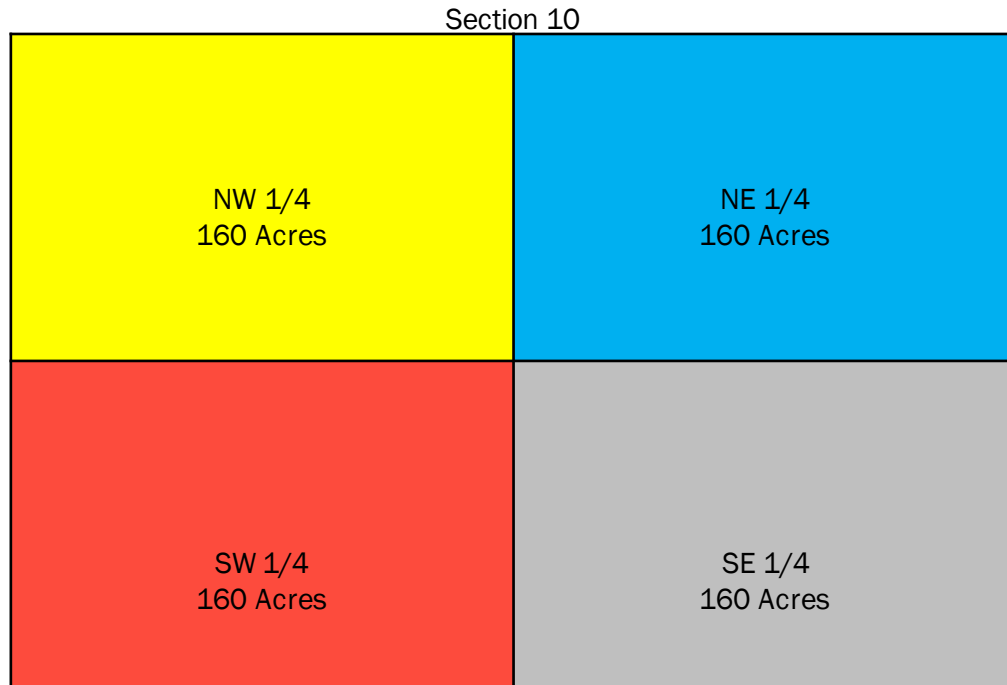 Section 10
NW 1/4
160 Acres
NE 1/4
160 Acres
SW 1/4
160 Acres
SE 1/4
160 Acres